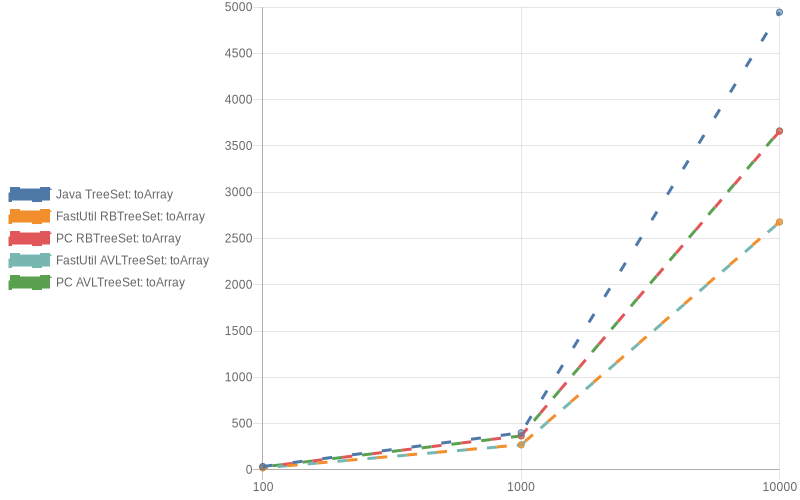 5000
4500
4000
3500
3000
2500
2000
1500
1000
500
0
100
1000
10000
Java TreeSet: toArray
FastUtil RBTreeSet: toArray
PC RBTreeSet: toArray
FastUtil AVLTreeSet: toArray
PC AVLTreeSet: toArray